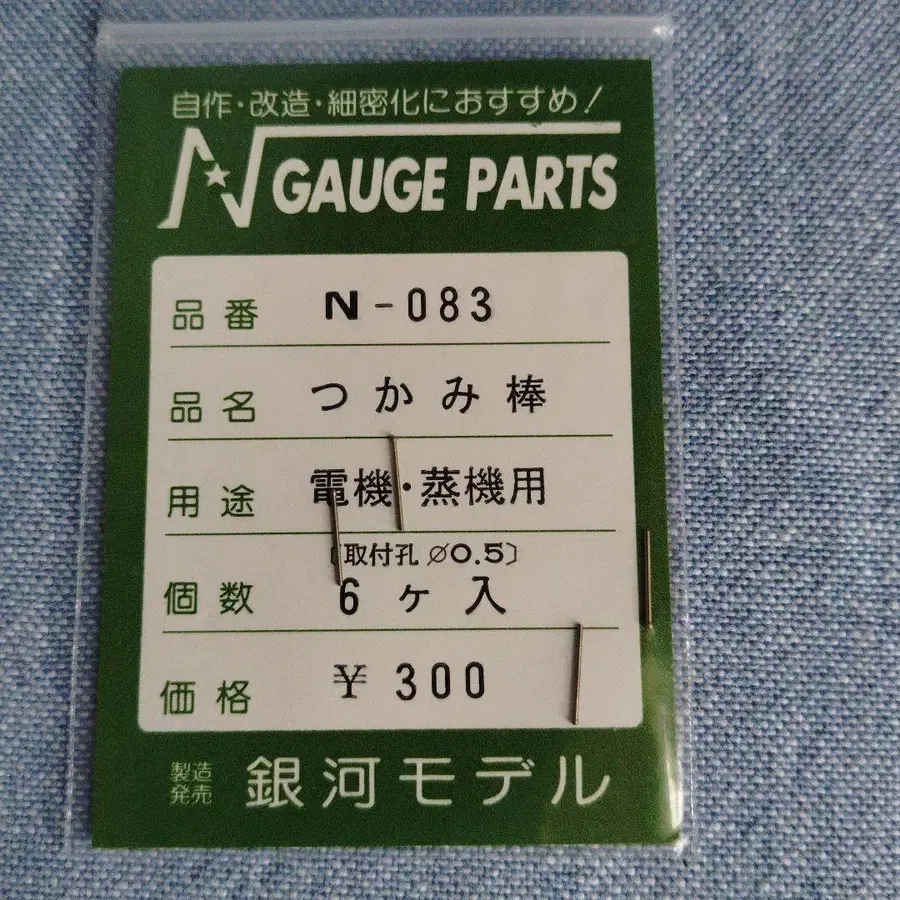 自作・改造・細密化におすすめ!
N GAUGE PARTS
品番 N-083
品名 つかみ棒
用途 電機・蒸機用
〔取付孔 ∅0.5〕
個数 6ヶ入
価格 ¥300
製造
発売 銀河モデル